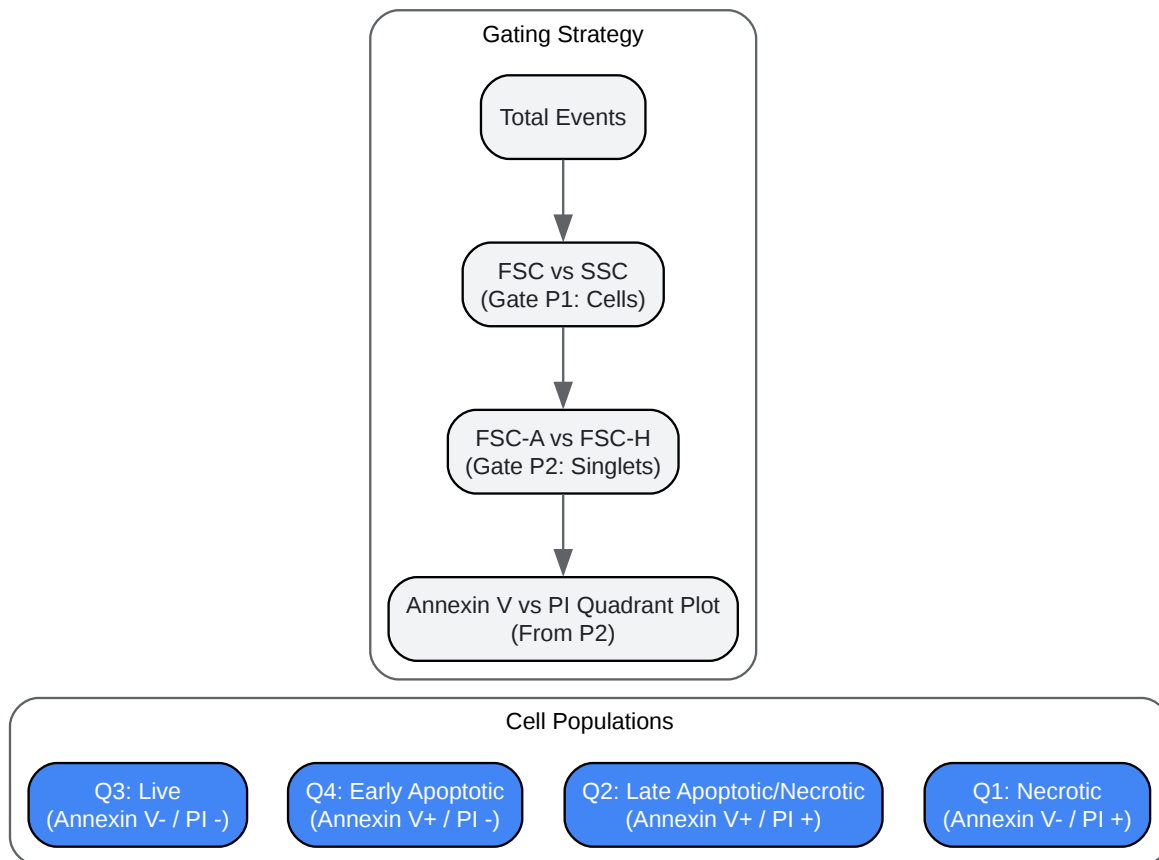 Gating Strategy
Total Events
FSC vs SSC
(Gate P1: Cells)
FSC-A vs FSC-H
(Gate P2: Singlets)
Annexin V vs PI Quadrant Plot
(From P2)
Cell Populations
Q3: Live
(Annexin V- / PI -)
Q4: Early Apoptotic
(Annexin V+ / PI -)
Q2: Late Apoptotic/Necrotic
(Annexin V+ / PI +)
Q1: Necrotic
(Annexin V- / PI +)